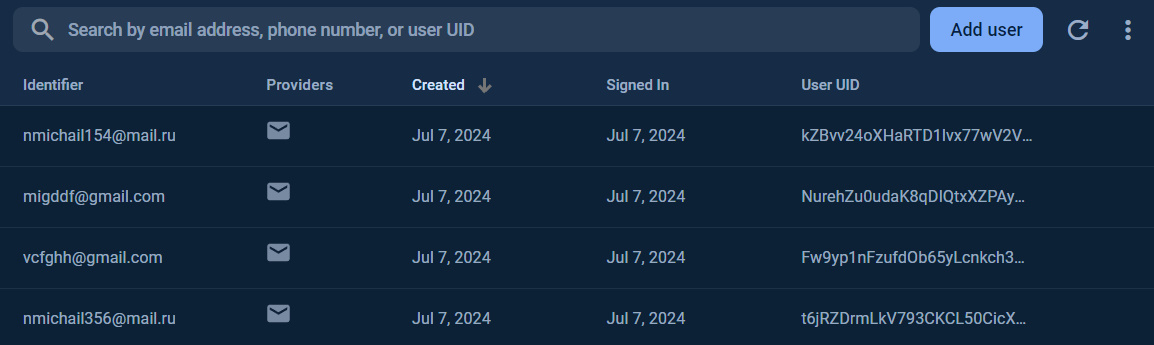 Search by email address, phone number, or user UID Add user
Identifier Providers Created Signed In User UID
nmichail154@mail.ru Jul 7, 2024 Jul 7, 2024 kZBvv24oXHaRTD1lvx77wV2V...
migddf@gmail.com Jul 7, 2024 Jul 7, 2024 NurehZu0udaK8qDIQtxXZPAy...
vcfghh@gmail.com Jul 7, 2024 Jul 7, 2024 Fw9yp1nFzufdOb65yLcnkch3...
nmichail356@mail.ru Jul 7, 2024 Jul 7, 2024 t6jRZDrmLkV793CKCL50CicX...